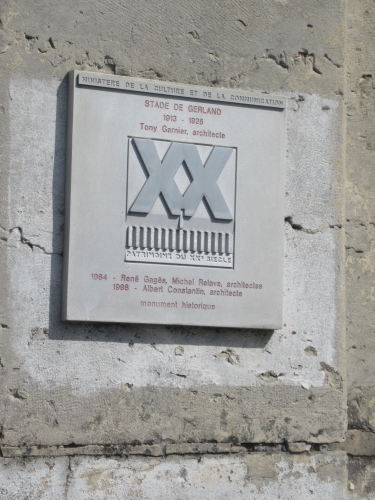 MINISTERE DE LA CULTURE ET DE LA COMMUNICATION
STADE DE GERLAND
1913 - 1926
Tony Garnier, architecte
XX
PATRIMOINE DU XXe SIECLE
1984 - René Gagès, Michel Ratave, architectes
1998 - Albert Constantin, architecte
monument historique